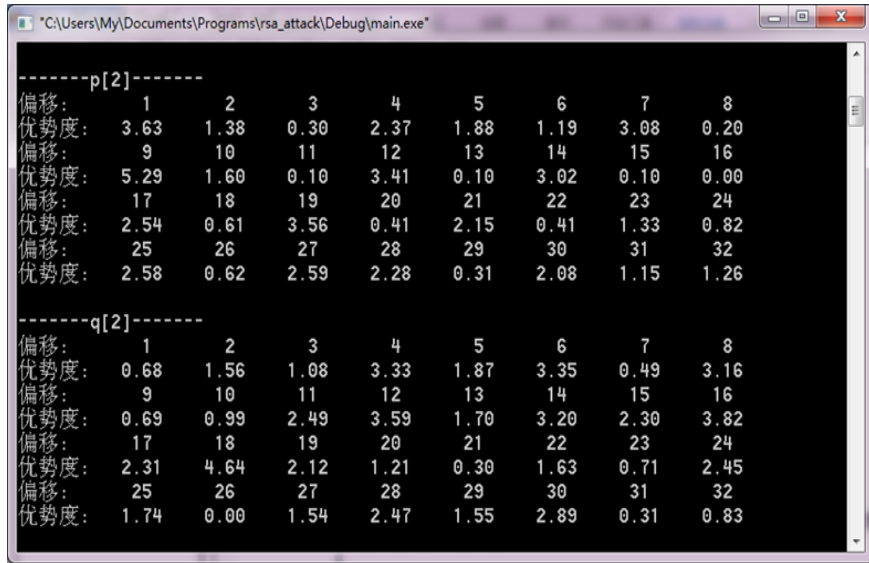 "C:\Users\My\Documents\Programs\rsa_attack\Debug\main.exe"
-------p[2]-------
偏移: 1 2 3 4 5 6 7 8
优势度: 3.63 1.38 0.30 2.37 1.88 1.19 3.08 0.20
偏移: 9 10 11 12 13 14 15 16
优势度: 5.29 1.60 0.10 3.41 0.10 3.02 0.10 0.00
偏移: 17 18 19 20 21 22 23 24
优势度: 2.54 0.61 3.56 0.41 2.15 0.41 1.33 0.82
偏移: 25 26 27 28 29 30 31 32
优势度: 2.58 0.62 2.59 2.28 0.31 2.08 1.15 1.26
-------q[2]-------
偏移: 1 2 3 4 5 6 7 8
优势度: 0.68 1.56 1.08 3.33 1.87 3.35 0.49 3.16
偏移: 9 10 11 12 13 14 15 16
优势度: 0.69 0.99 2.49 3.59 1.70 3.20 2.30 3.82
偏移: 17 18 19 20 21 22 23 24
优势度: 2.31 4.64 2.12 1.21 0.30 1.63 0.71 2.45
偏移: 25 26 27 28 29 30 31 32
优势度: 1.74 0.00 1.54 2.47 1.55 2.89 0.31 0.83